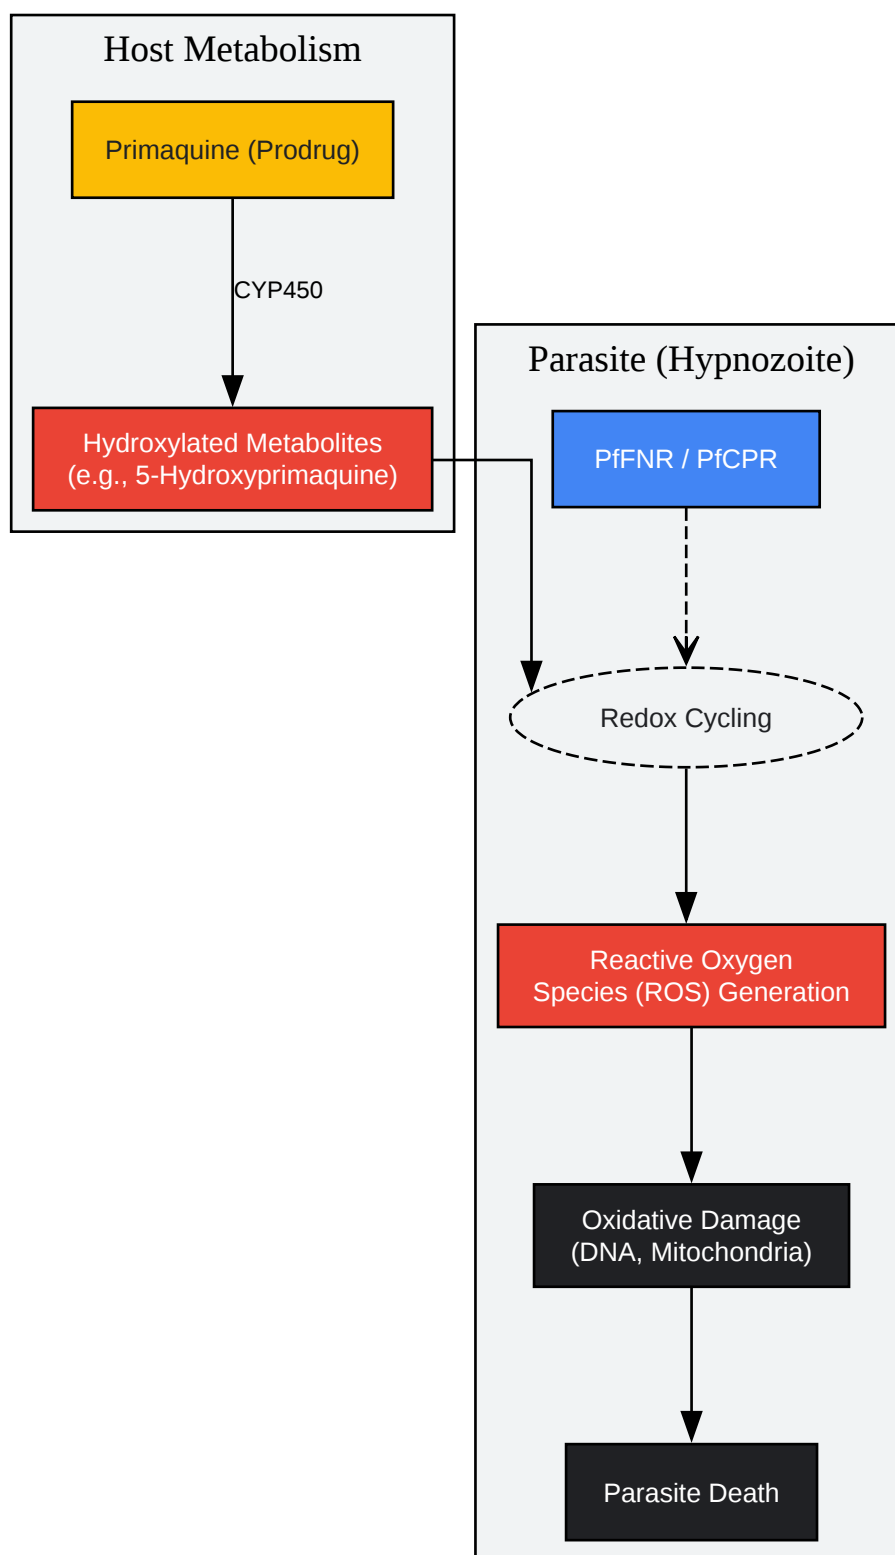 Host Metabolism
Primaquine (Prodrug)
CYP450
Hydroxylated Metabolites
(e.g., 5-Hydroxyprimaquine)
Parasite (Hypnozoite)
PfFNR / PfCPR
Redox Cycling
Reactive Oxygen
Species (ROS) Generation
Oxidative Damage
(DNA, Mitochondria)
Parasite Death